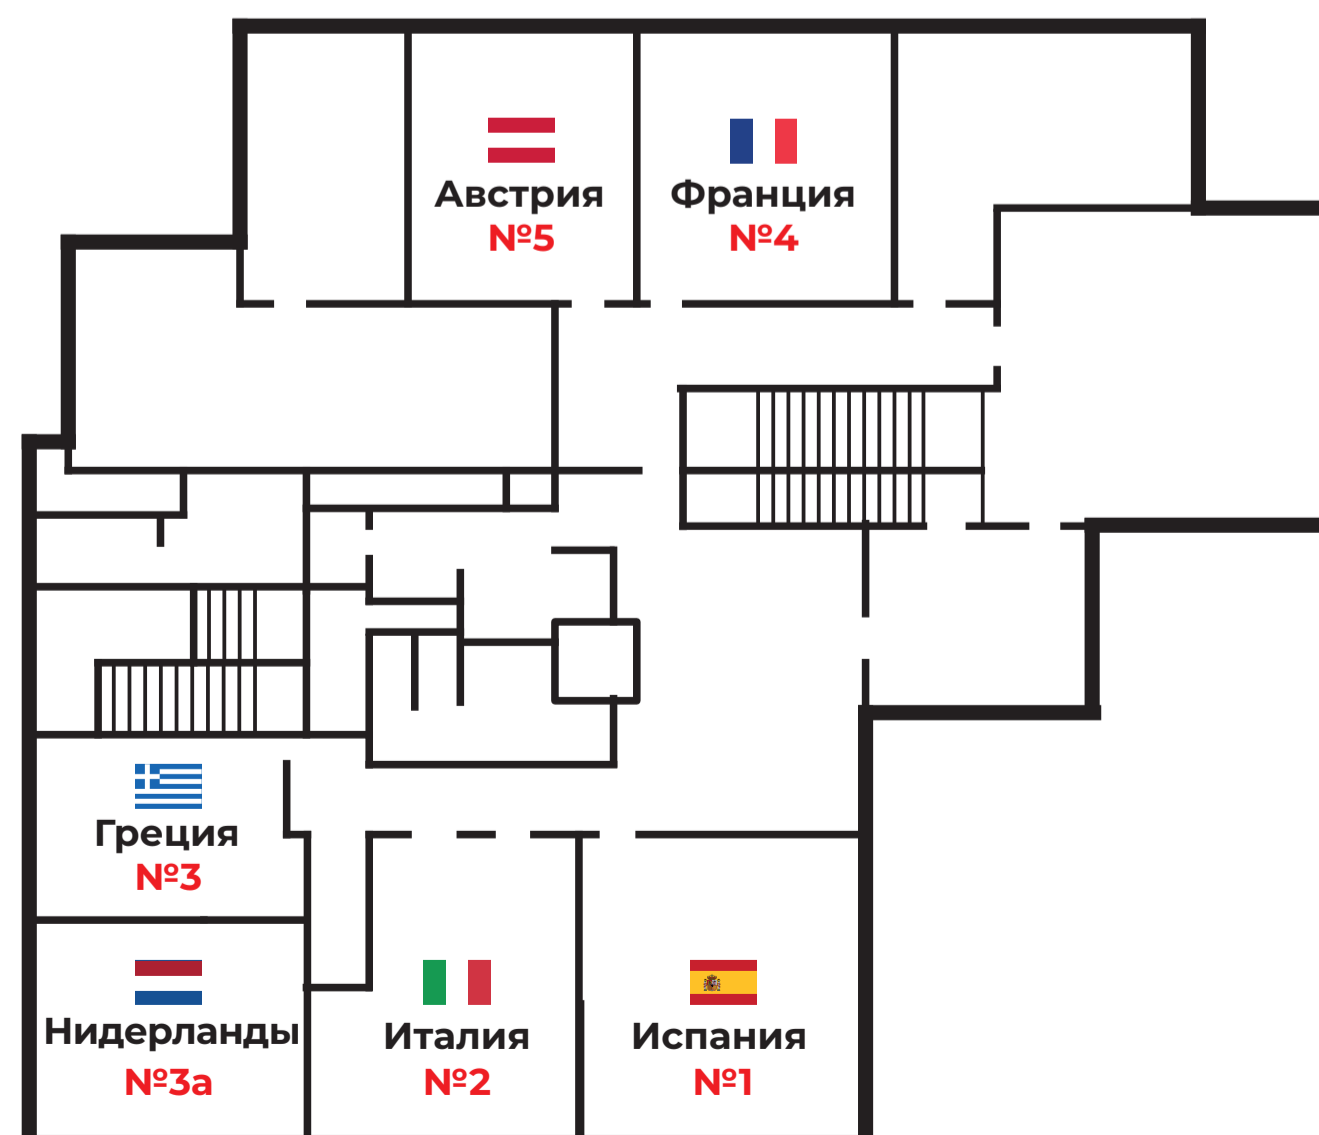 Австрия
№5
Франция
№4
Греция
№3
Нидерланды
№3а
Италия
№2
Испания
№1